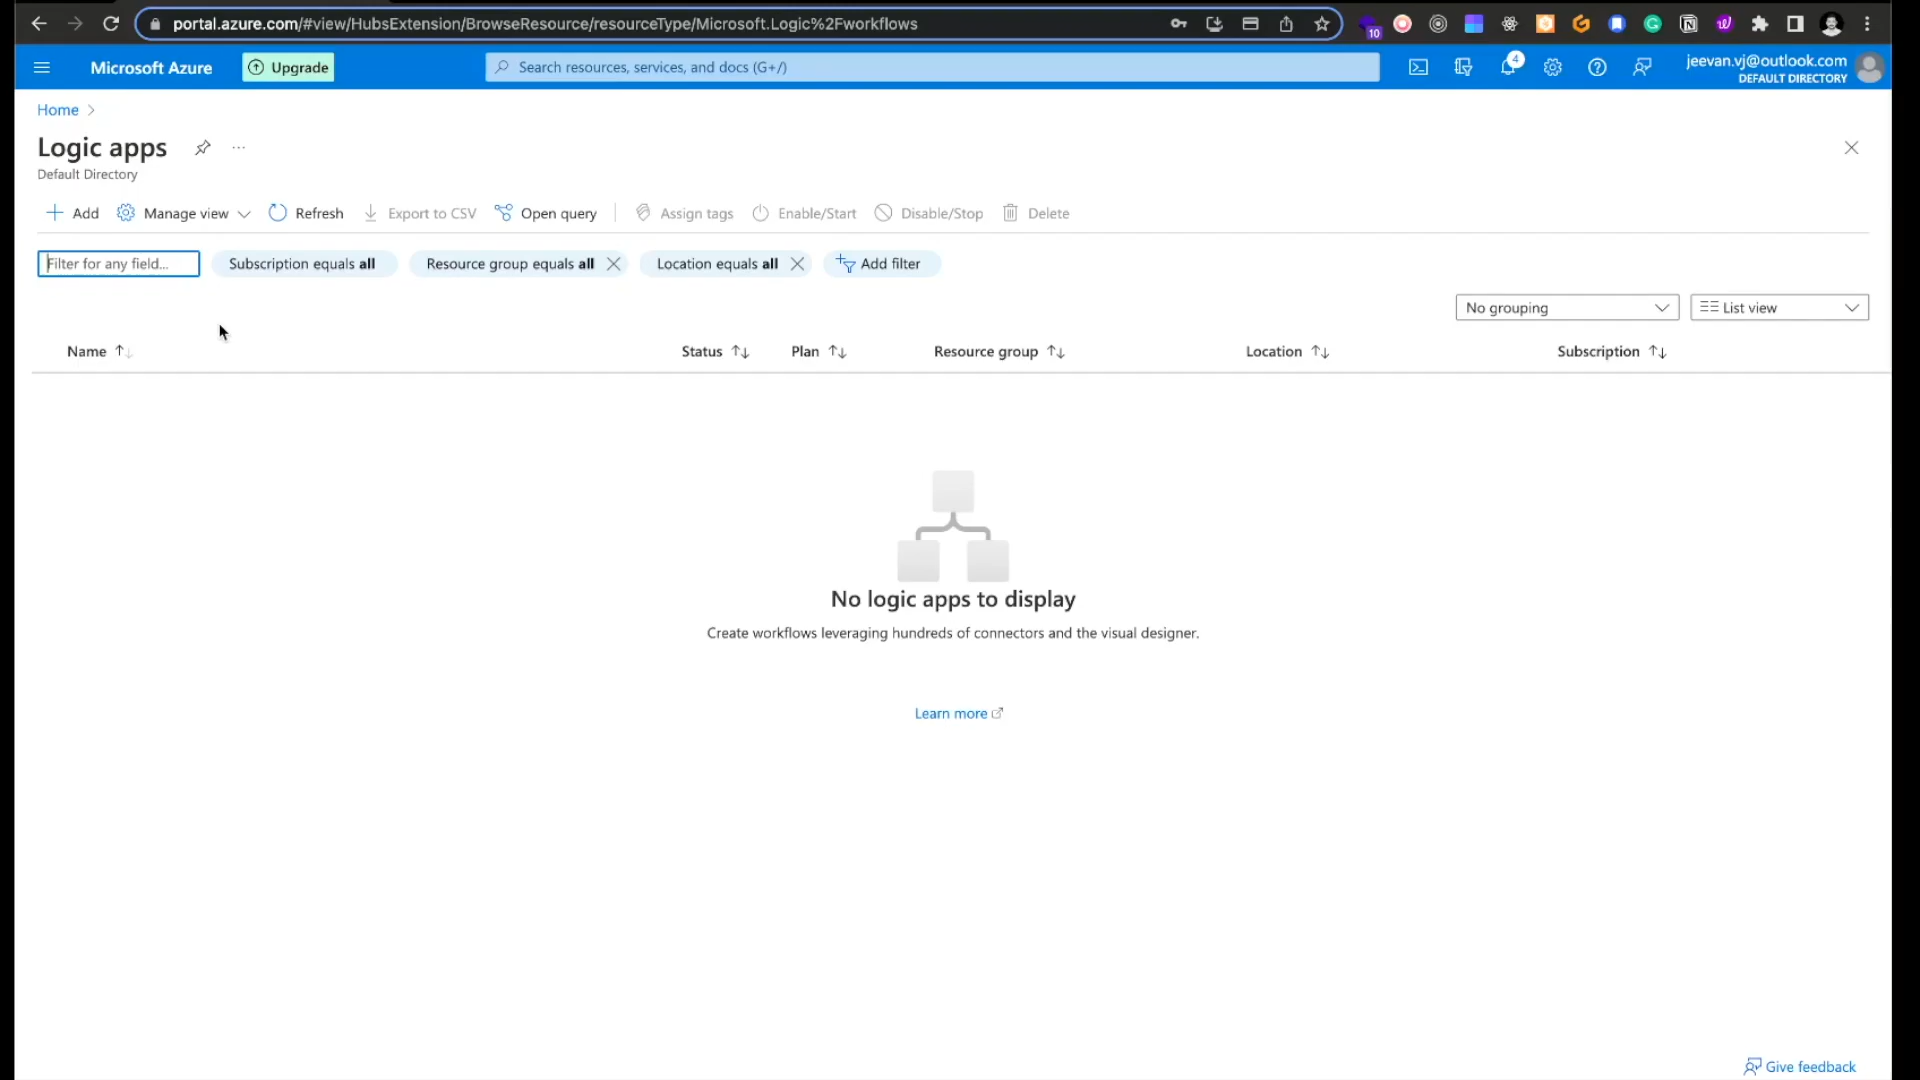 portal.azure.com/#view/HubsExtension/BrowseResource/resourceType/Microsoft.Logic%2Fworkflows
10
Microsoft Azure
Upgrade
Search resources, services, and docs (G+/)
4
jeevan.vj@outlook.com
DEFAULT DIRECTORY
Home
Logic apps
...
Default Directory
Add
Manage view
Refresh
Export to CSV
Open query
Assign tags
Enable/Start
Disable/Stop
Delete
Filter for any field...
Subscription equals all
Resource group equals all
Location equals all
Add filter
No grouping
List view
Name
Status
Plan
Resource group
Location
Subscription
No logic apps to display
Create workflows leveraging hundreds of connectors and the visual designer.
Learn more
Give feedback